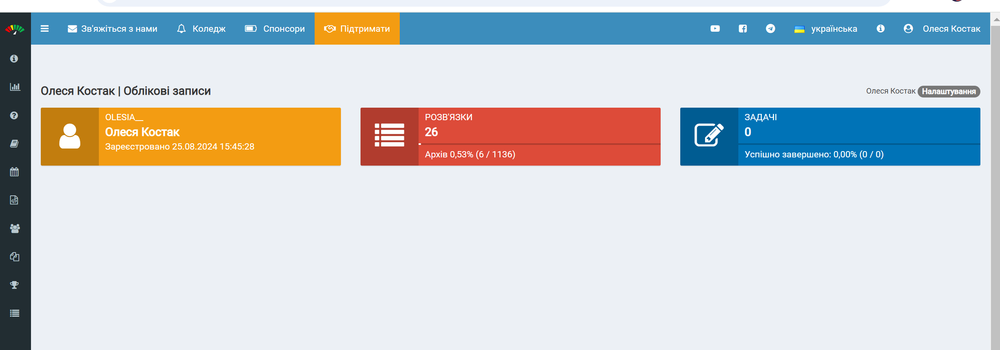 Зв'яжіться з нами Коледж Спонсори Підтримати українська Олеся Костак
Олеся Костак | Облікові записи
Олеся Костак Налаштування
OLESIA__
Олеся Костак
Зареєстровано 25.08.2024 15:45:28
РОЗВ'ЯЗКИ
26
Архів 0,53% (6 / 1136)
ЗАДАЧІ
0
Успішно завершено: 0,00% (0 / 0)